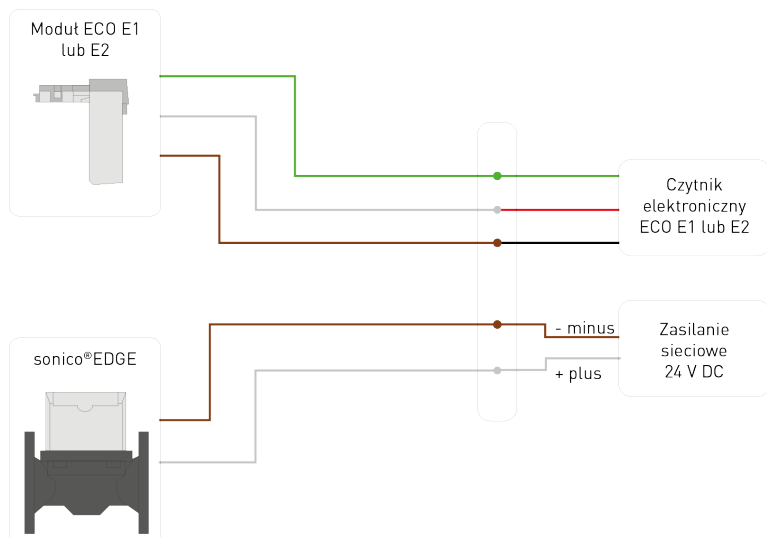 Moduł ECO E1
lub E2
Czytnik
elektroniczny
ECO E1 lub E2
- minus
+ plus
Zasilanie
sieciowe
24 V DC
sonico®EDGE